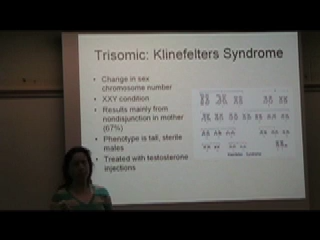 Trisomic: Klinefelters Syndrome
• Change in sex
chromosome number
• XXY condition
• Results mainly from
nondisjunction in mother
(67%)
• Phenotype is tall, sterile
males
• Treated with testosterone
injections